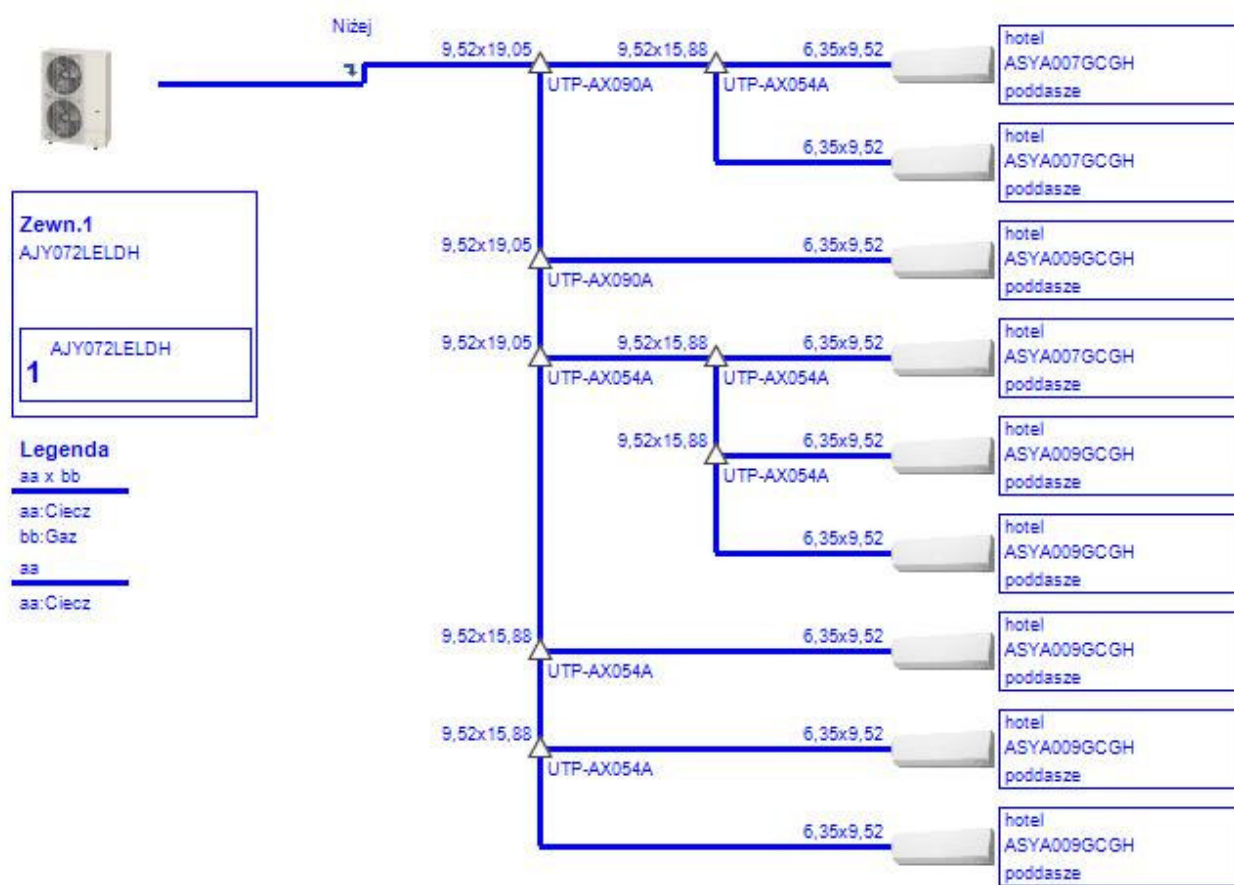 Niżej
9,52x19,05
9,52x15,88
6,35x9,52
hotel
ASYA007GCGH
poddasze
UTP-AX090A
UTP-AX054A
6,35x9,52
hotel
ASYA007GCGH
poddasze
Zewn.1
AJY072LELDH
AJY072LELDH
1
9,52x19,05
6,35x9,52
hotel
ASYA009GCGH
poddasze
UTP-AX090A
9,52x19,05
9,52x15,88
6,35x9,52
hotel
ASYA007GCGH
poddasze
UTP-AX054A
UTP-AX054A
Legenda
aa x bb
aa:Ciecz
bb:Gaz
aa
aa:Ciecz
9,52x15,88
6,35x9,52
hotel
ASYA009GCGH
poddasze
UTP-AX054A
6,35x9,52
hotel
ASYA009GCGH
poddasze
9,52x15,88
6,35x9,52
hotel
ASYA009GCGH
poddasze
UTP-AX054A
9,52x15,88
6,35x9,52
hotel
ASYA009GCGH
poddasze
UTP-AX054A
6,35x9,52
hotel
ASYA009GCGH
poddasze